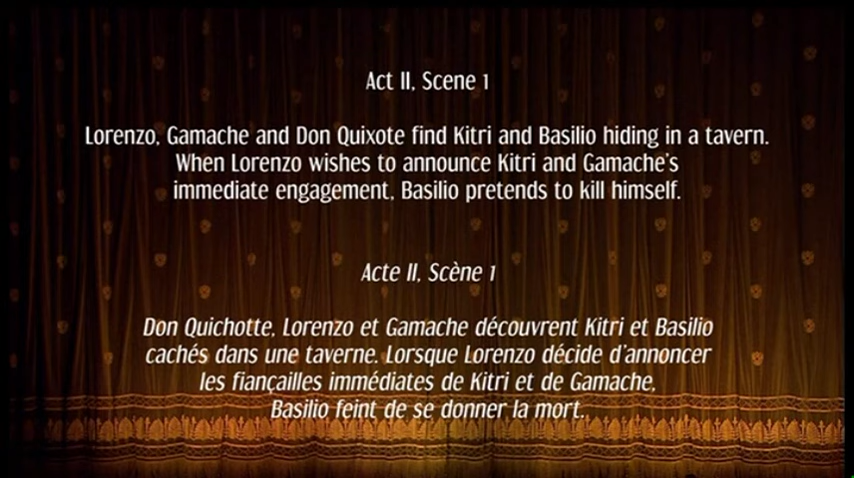 Act II, Scene 1
Lorenzo, Gamache and Don Quixote find Kitri and Basilio hiding in a tavern.
When Lorenzo wishes to announce Kitri and Gamache's
immediate engagement, Basilio pretends to kill himself.
Acte II, Scène 1
Don Quichotte, Lorenzo et Gamache découvrent Kitri et Basilio
cachés dans une taverne. Lorsque Lorenzo décide d'annoncer
les fiançailles immédiates de Kitri et de Gamache,
Basilio feint de se donner la mort.